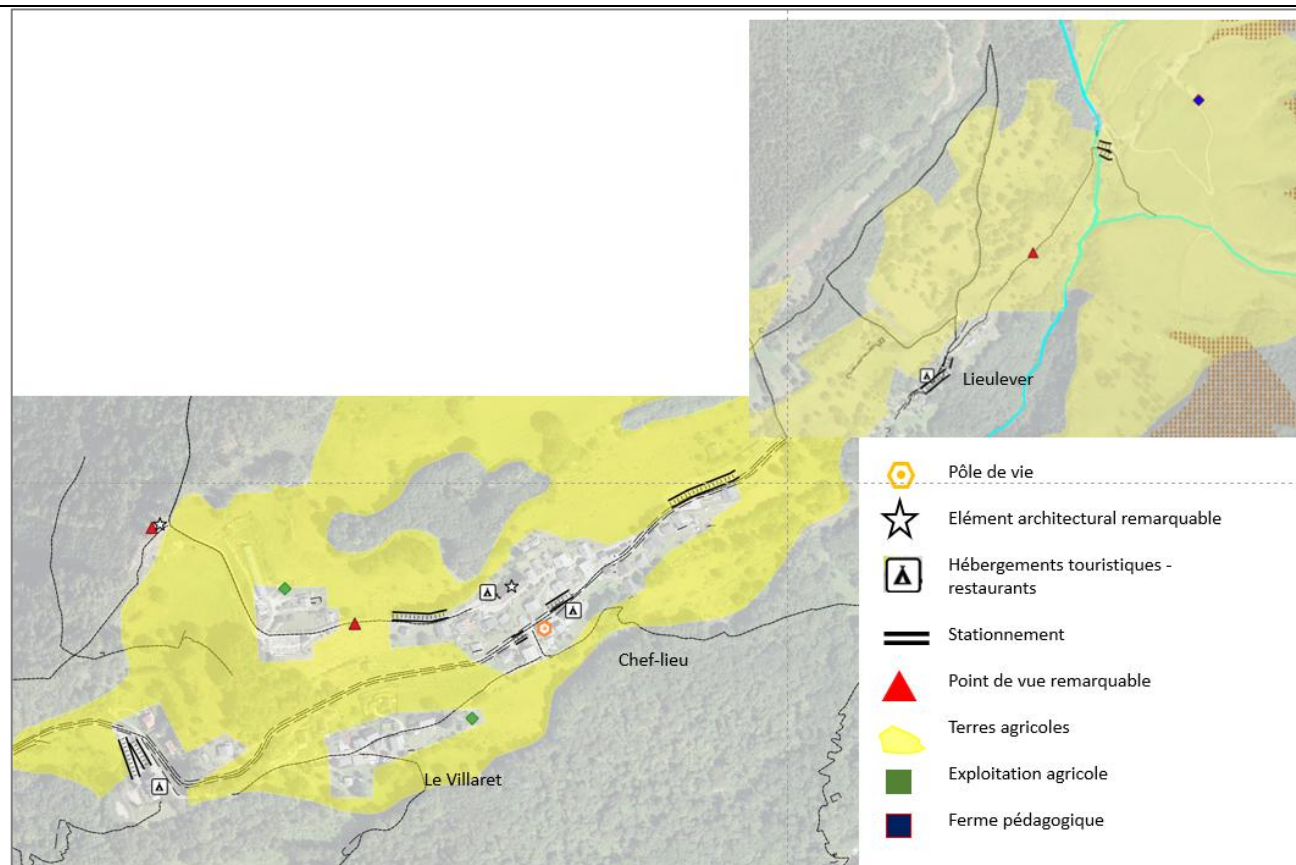 Lieulever
Chef-lieu
Le Villaret
Pôle de vie
Elément architectural remarquable
Hébergements touristiques -
restaurants
Stationnement
Point de vue remarquable
Terres agricoles
Exploitation agricole
Ferme pédagogique